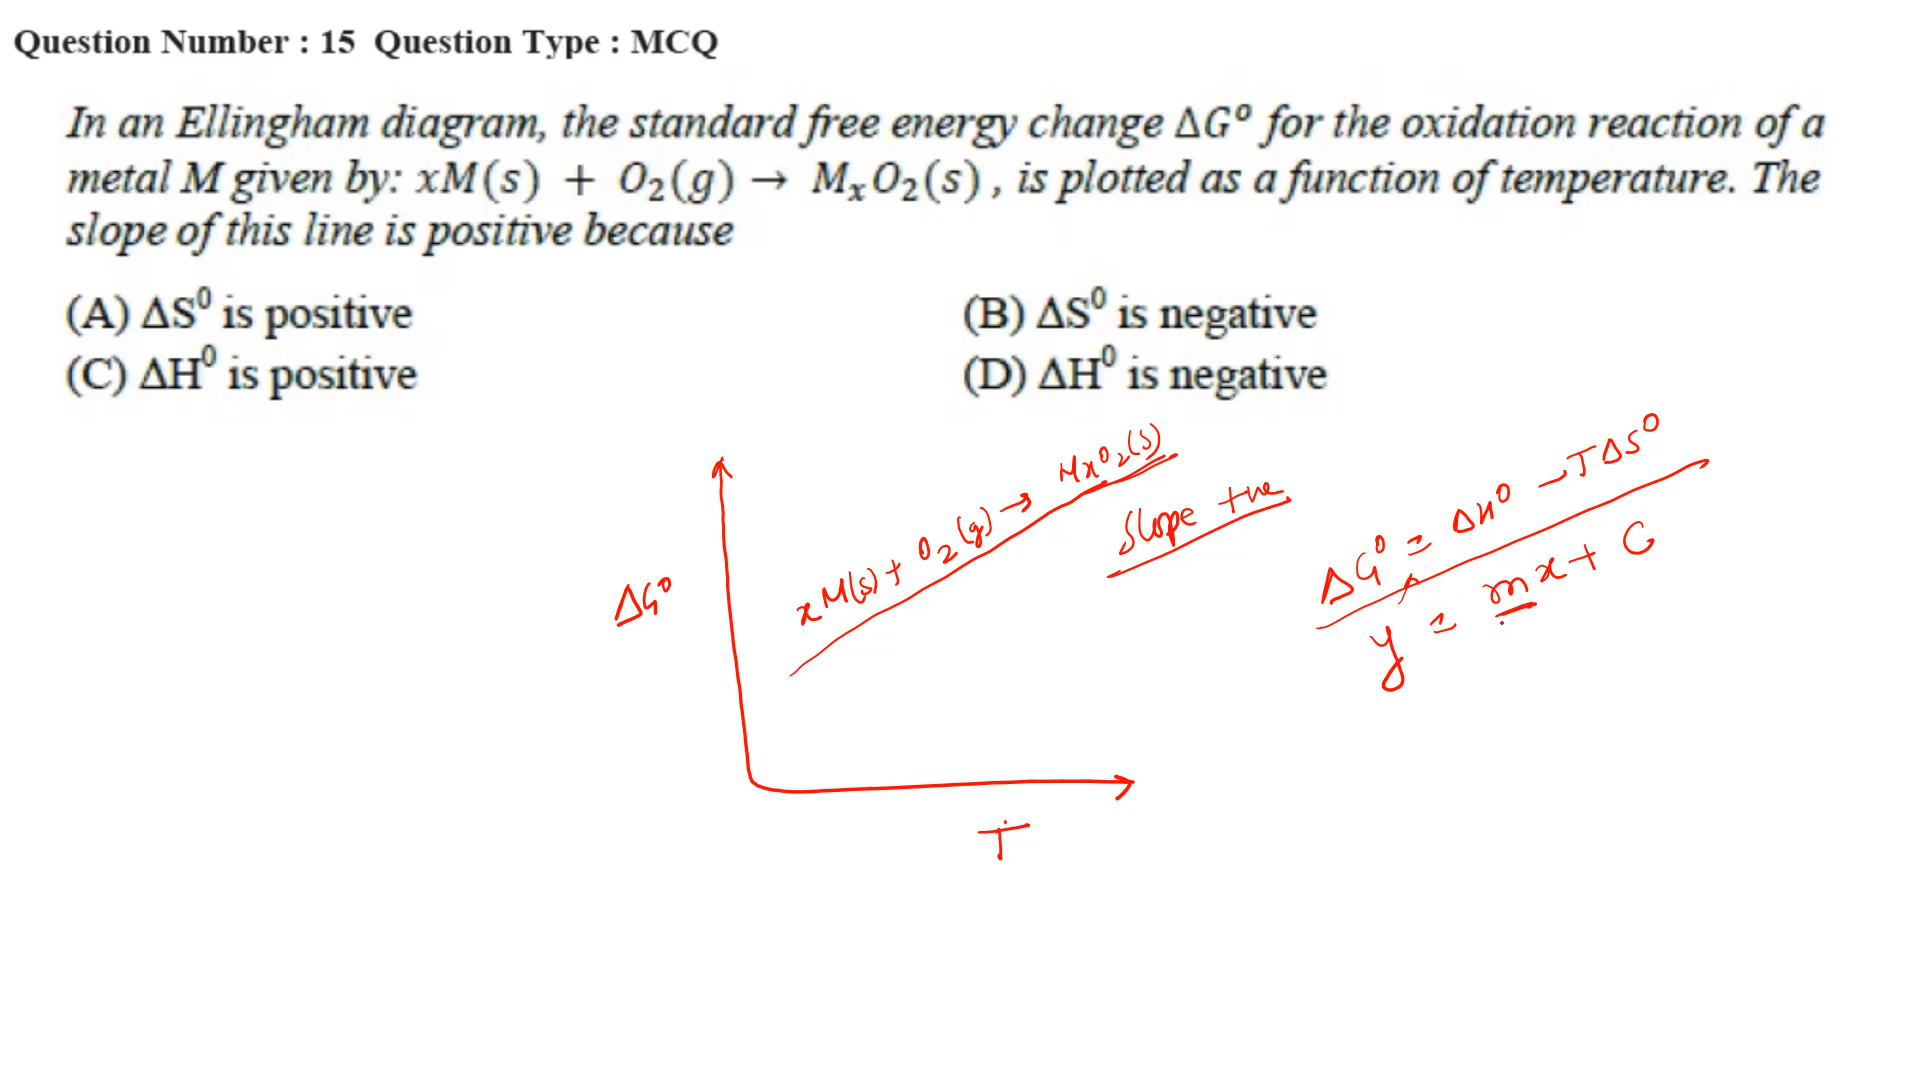 Question Number : 15 Question Type : MCQ
In an Ellingham diagram, the standard free energy change ΔG⁰ for the oxidation reaction of a
metal M given by: xM(s) + O₂(g) → MₓO₂(s), is plotted as a function of temperature. The
slope of this line is positive because
(A) ΔS⁰ is positive
(B) ΔS⁰ is negative
(C) ΔH⁰ is positive
(D) ΔH⁰ is negative
xM(s) + O₂(g) → MxO₂(s)
Slope +ve
ΔG⁰ = ΔH⁰ - TΔS⁰
y = mx + C
ΔG⁰
T